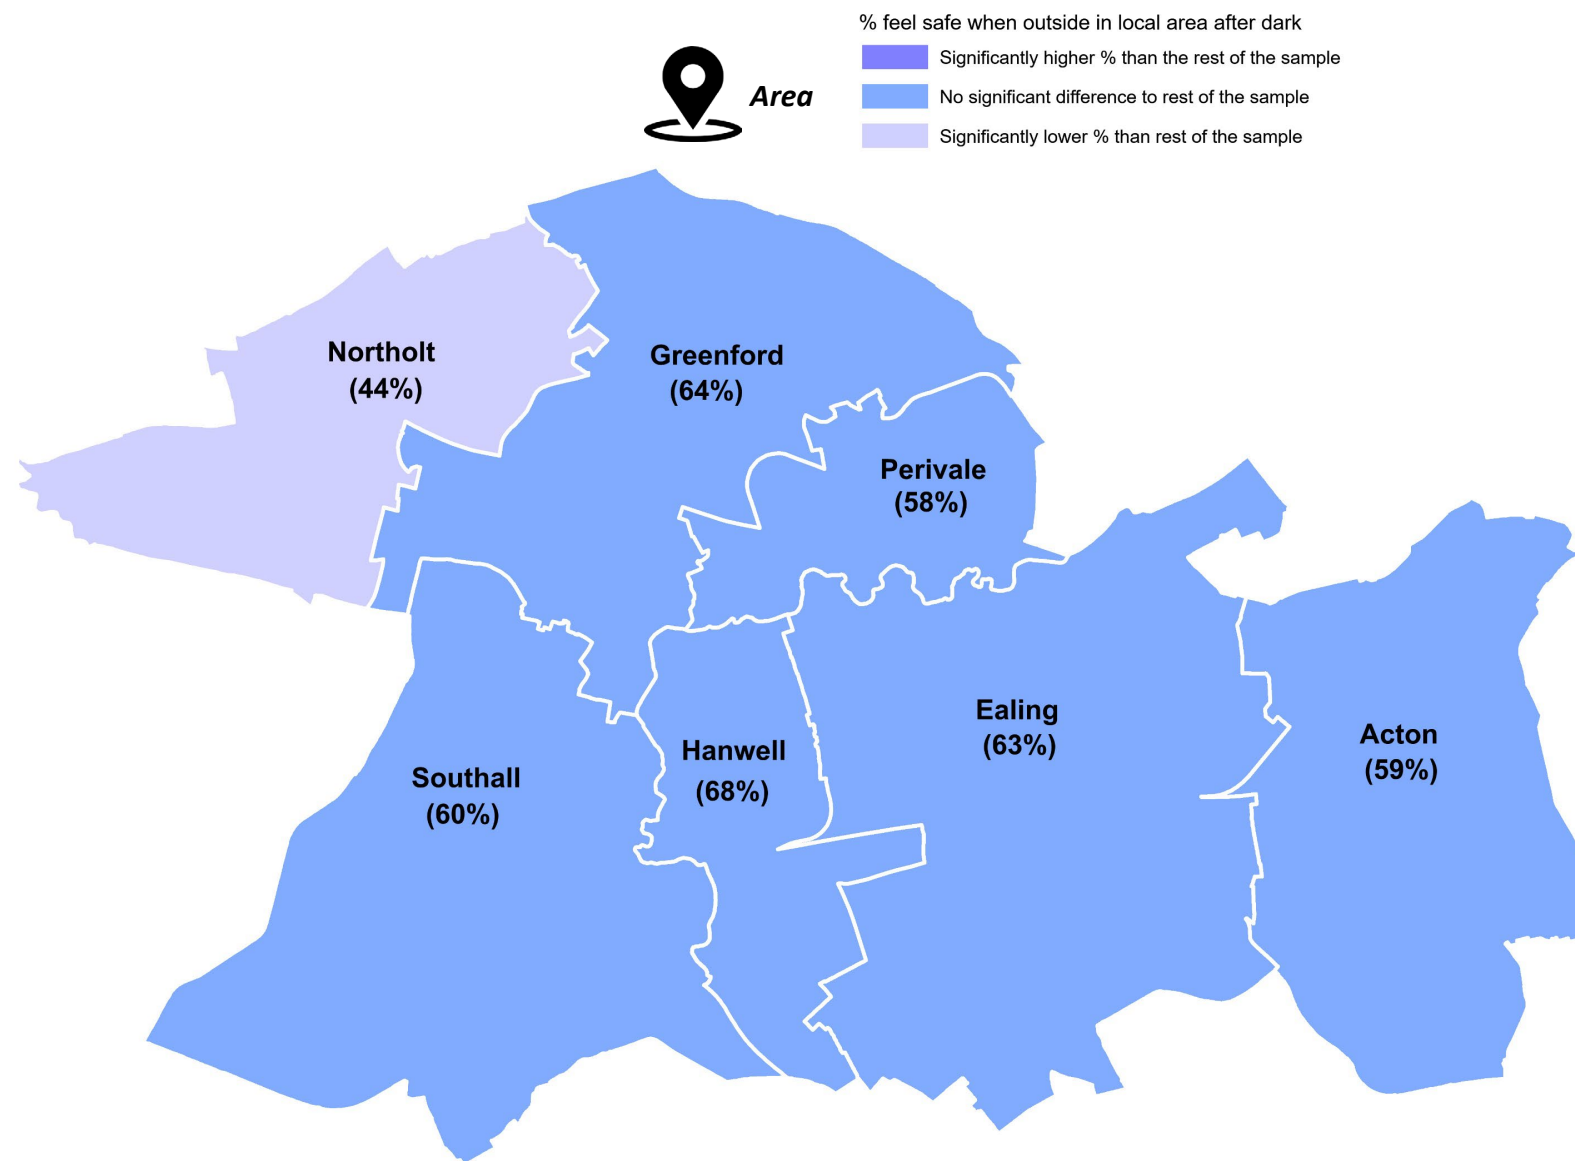 % feel safe when outside in local area after dark
Significantly higher % than the rest of the sample
Area
No significant difference to rest of the sample
Significantly lower % than rest of the sample
Northolt
(44%)
Greenford
(64%)
Perivale
(58%)
Ealing
(63%)
Acton
(59%)
Hanwell
(68%)
Southall
(60%)